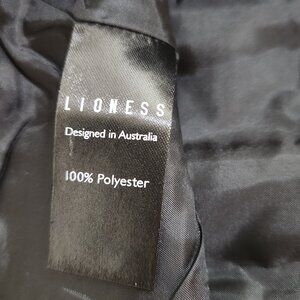 LIONESS
Designed in Australia
100% Polyester